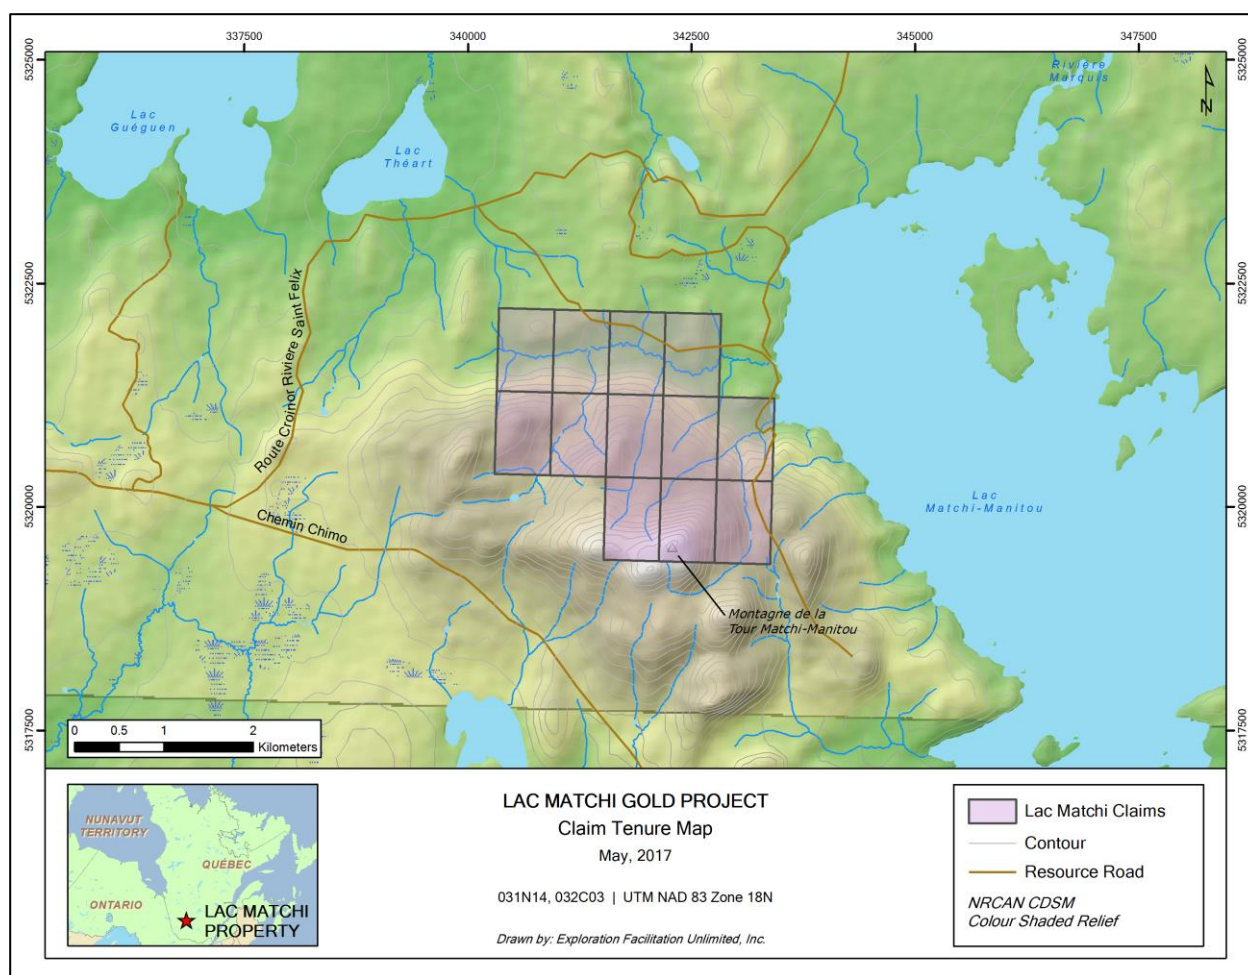 337500
340000
342500
345000
347500
5325000
5325000
Rivière
Marquis
N
Lac
Guéguen
Lac
Théart
5322500
5322500
Route Croinor Riviere Saint Felix
5320000
5320000
Lac
Matchi-Manitou
Chemin Chimo
Montagne de la
Tour Matchi-Manitou
5317500
5317500
0 0.5 1 2
Kilometers
NUNAVUT
TERRITORY
QUÉBEC
ONTARIO
LAC MATCHI
PROPERTY
LAC MATCHI GOLD PROJECT
Claim Tenure Map
May, 2017
031N14, 032C03 | UTM NAD 83 Zone 18N
Drawn by: Exploration Facilitation Unlimited, Inc.
Lac Matchi Claims
Contour
Resource Road
NRCAN CDSM
Colour Shaded Relief